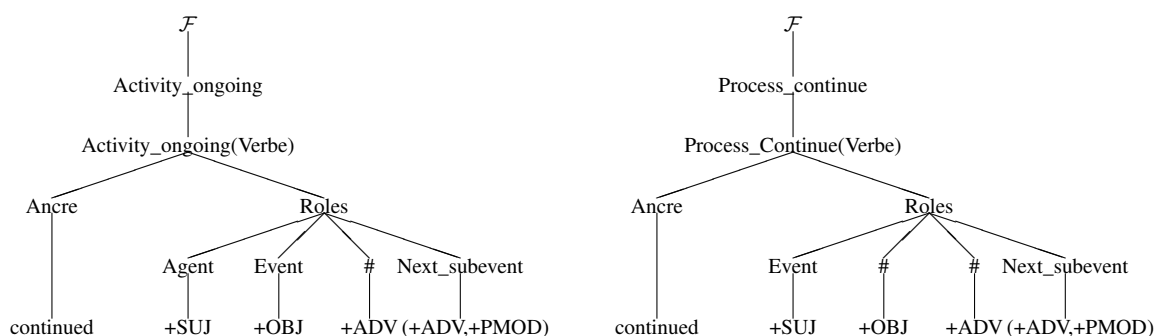 ℱ ℱ
Activity_ongoing Process_continue
Activity_ongoing(Verbe) Process_Continue(Verbe)
Ancre Roles Ancre Roles
Agent Event # Next_subevent Event # # Next_subevent
continued +SUJ +OBJ +ADV (+ADV,+PMOD) continued +SUJ +OBJ +ADV (+ADV,+PMOD)